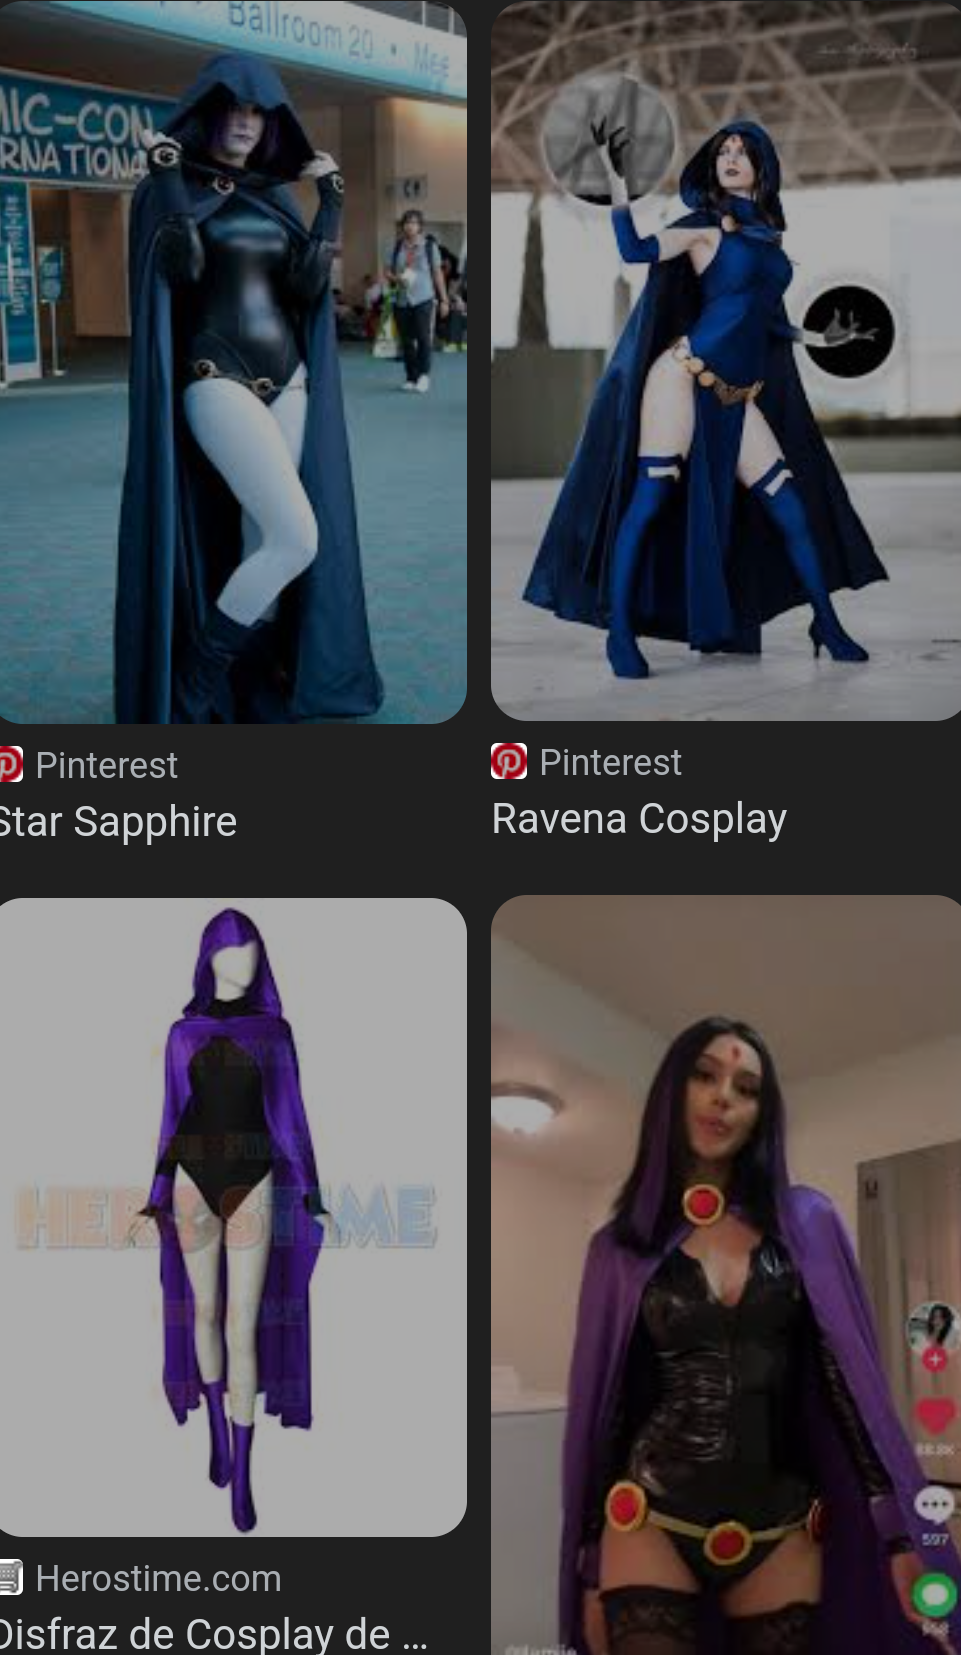 Ballroom 20 • Mee
MIC-CON
RNATIONA
Pinterest
Star Sapphire
Pinterest
Ravena Cosplay
HEROSTIME
88.8K
597
Herostime.com
Disfraz de Cosplay de ...